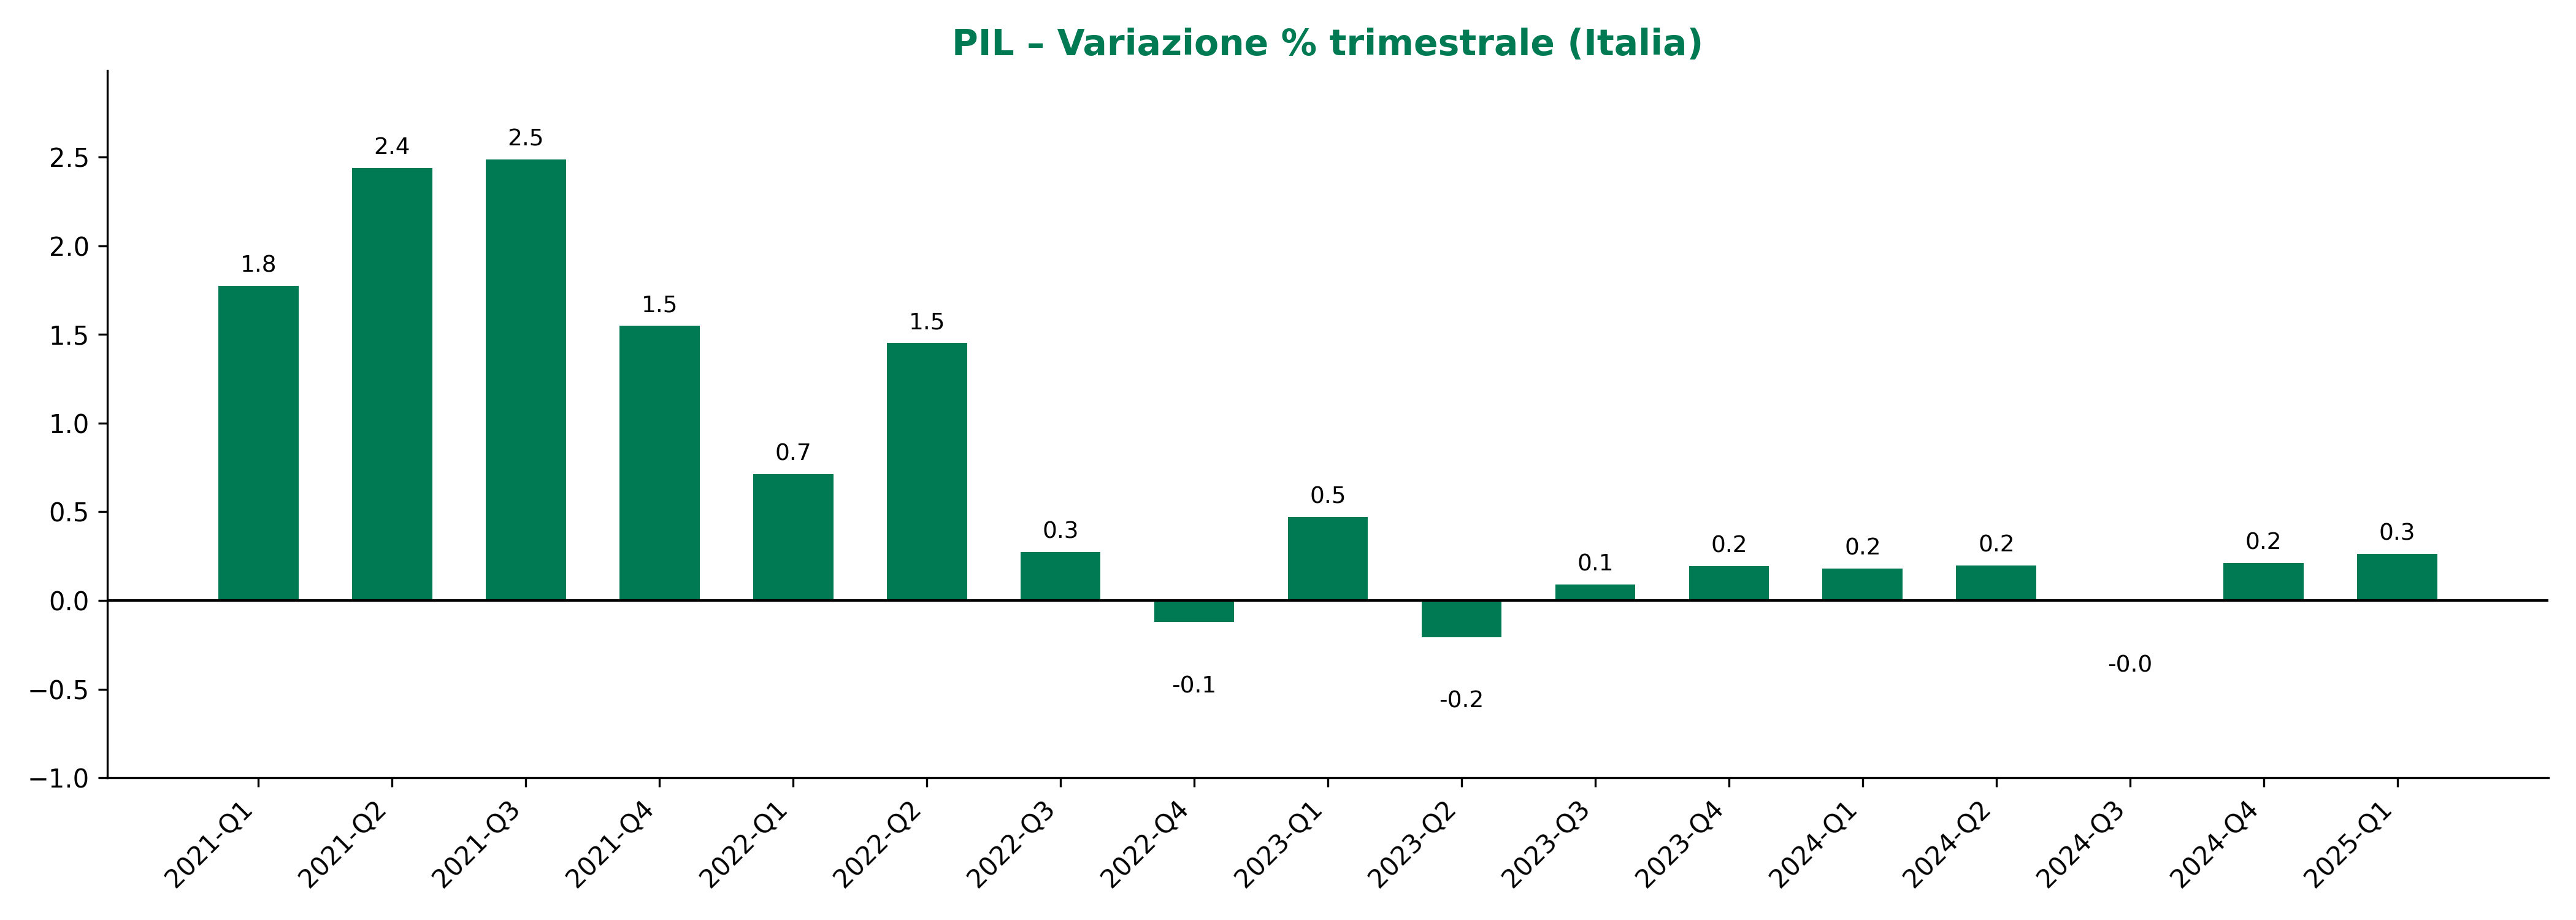 PIL – Variazione % trimestrale (Italia)
2.5
2.0
1.5
1.0
0.5
0.0
−0.5
−1.0
1.8
2.4
2.5
1.5
0.7
1.5
0.3
-0.1
0.5
-0.2
0.1
0.2
0.2
0.2
-0.0
0.2
0.3
2021-Q1
2021-Q2
2021-Q3
2021-Q4
2022-Q1
2022-Q2
2022-Q3
2022-Q4
2023-Q1
2023-Q2
2023-Q3
2023-Q4
2024-Q1
2024-Q2
2024-Q3
2024-Q4
2025-Q1